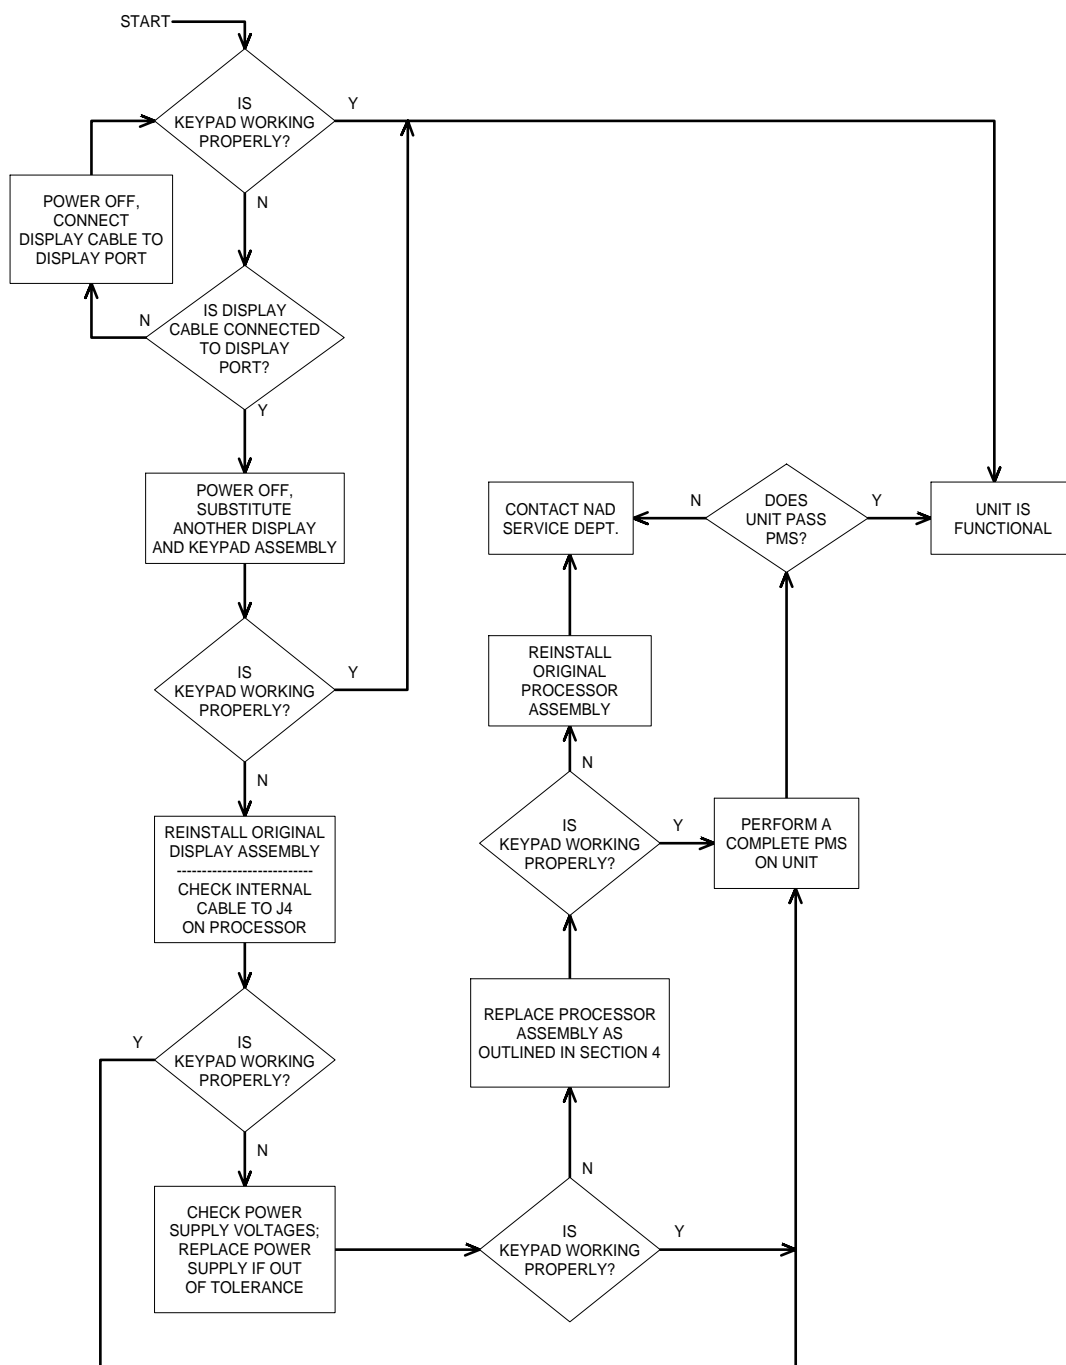 START
IS
KEYPAD WORKING
PROPERLY?
Y
N
POWER OFF,
CONNECT
DISPLAY CABLE TO
DISPLAY PORT
IS DISPLAY
CABLE CONNECTED
TO DISPLAY
PORT?
N
Y
POWER OFF,
SUBSTITUTE
ANOTHER DISPLAY
AND KEYPAD ASSEMBLY
IS
KEYPAD WORKING
PROPERLY?
Y
N
REINSTALL ORIGINAL
DISPLAY ASSEMBLY
---------------------------
CHECK INTERNAL
CABLE TO J4
ON PROCESSOR
Y
IS
KEYPAD WORKING
PROPERLY?
N
CHECK POWER
SUPPLY VOLTAGES;
REPLACE POWER
SUPPLY IF OUT
OF TOLERANCE
IS
KEYPAD WORKING
PROPERLY?
N
Y
REPLACE PROCESSOR
ASSEMBLY AS
OUTLINED IN SECTION 4
IS
KEYPAD WORKING
PROPERLY?
N
Y
REINSTALL
ORIGINAL
PROCESSOR
ASSEMBLY
CONTACT NAD
SERVICE DEPT.
PERFORM A
COMPLETE PMS
ON UNIT
N
DOES
UNIT PASS
PMS?
Y
UNIT IS
FUNCTIONAL